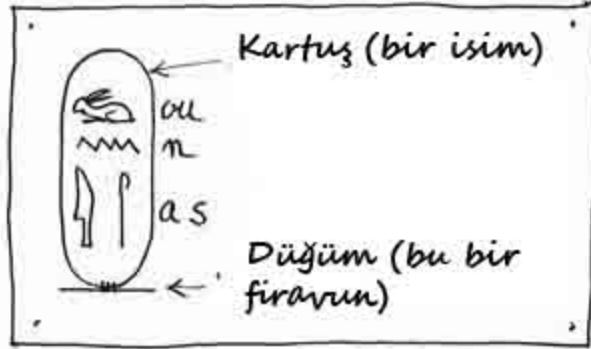 Kartuş (bir isim)
ou
n
as
Düğüm (bu bir
firavun)